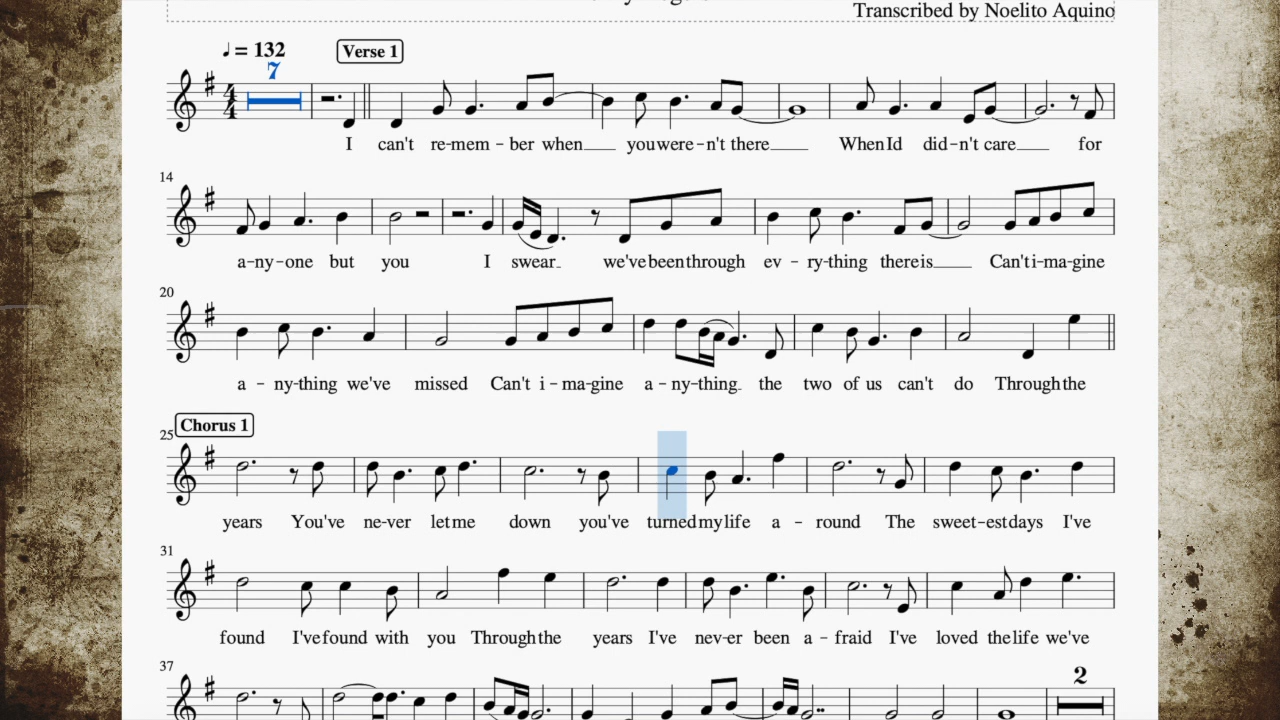 Transcribed by Noelito Aquino
♩ = 132
Verse 1
7
I can't re-mem-ber when you were-n't there When Id did-n't care for
14
a-ny-one but you I swear we've been through ev-ry-thing there is Can't i-ma-gine
20
a-ny-thing we've missed Can't i-ma-gine a-ny-thing the two of us can't do Through the
Chorus 1
25
years You've ne-ver let me down you've turned my life a-round The sweet-est days I've
31
found I've found with you Through the years I've nev-er been a-fraid I've loved the life we've
37
2